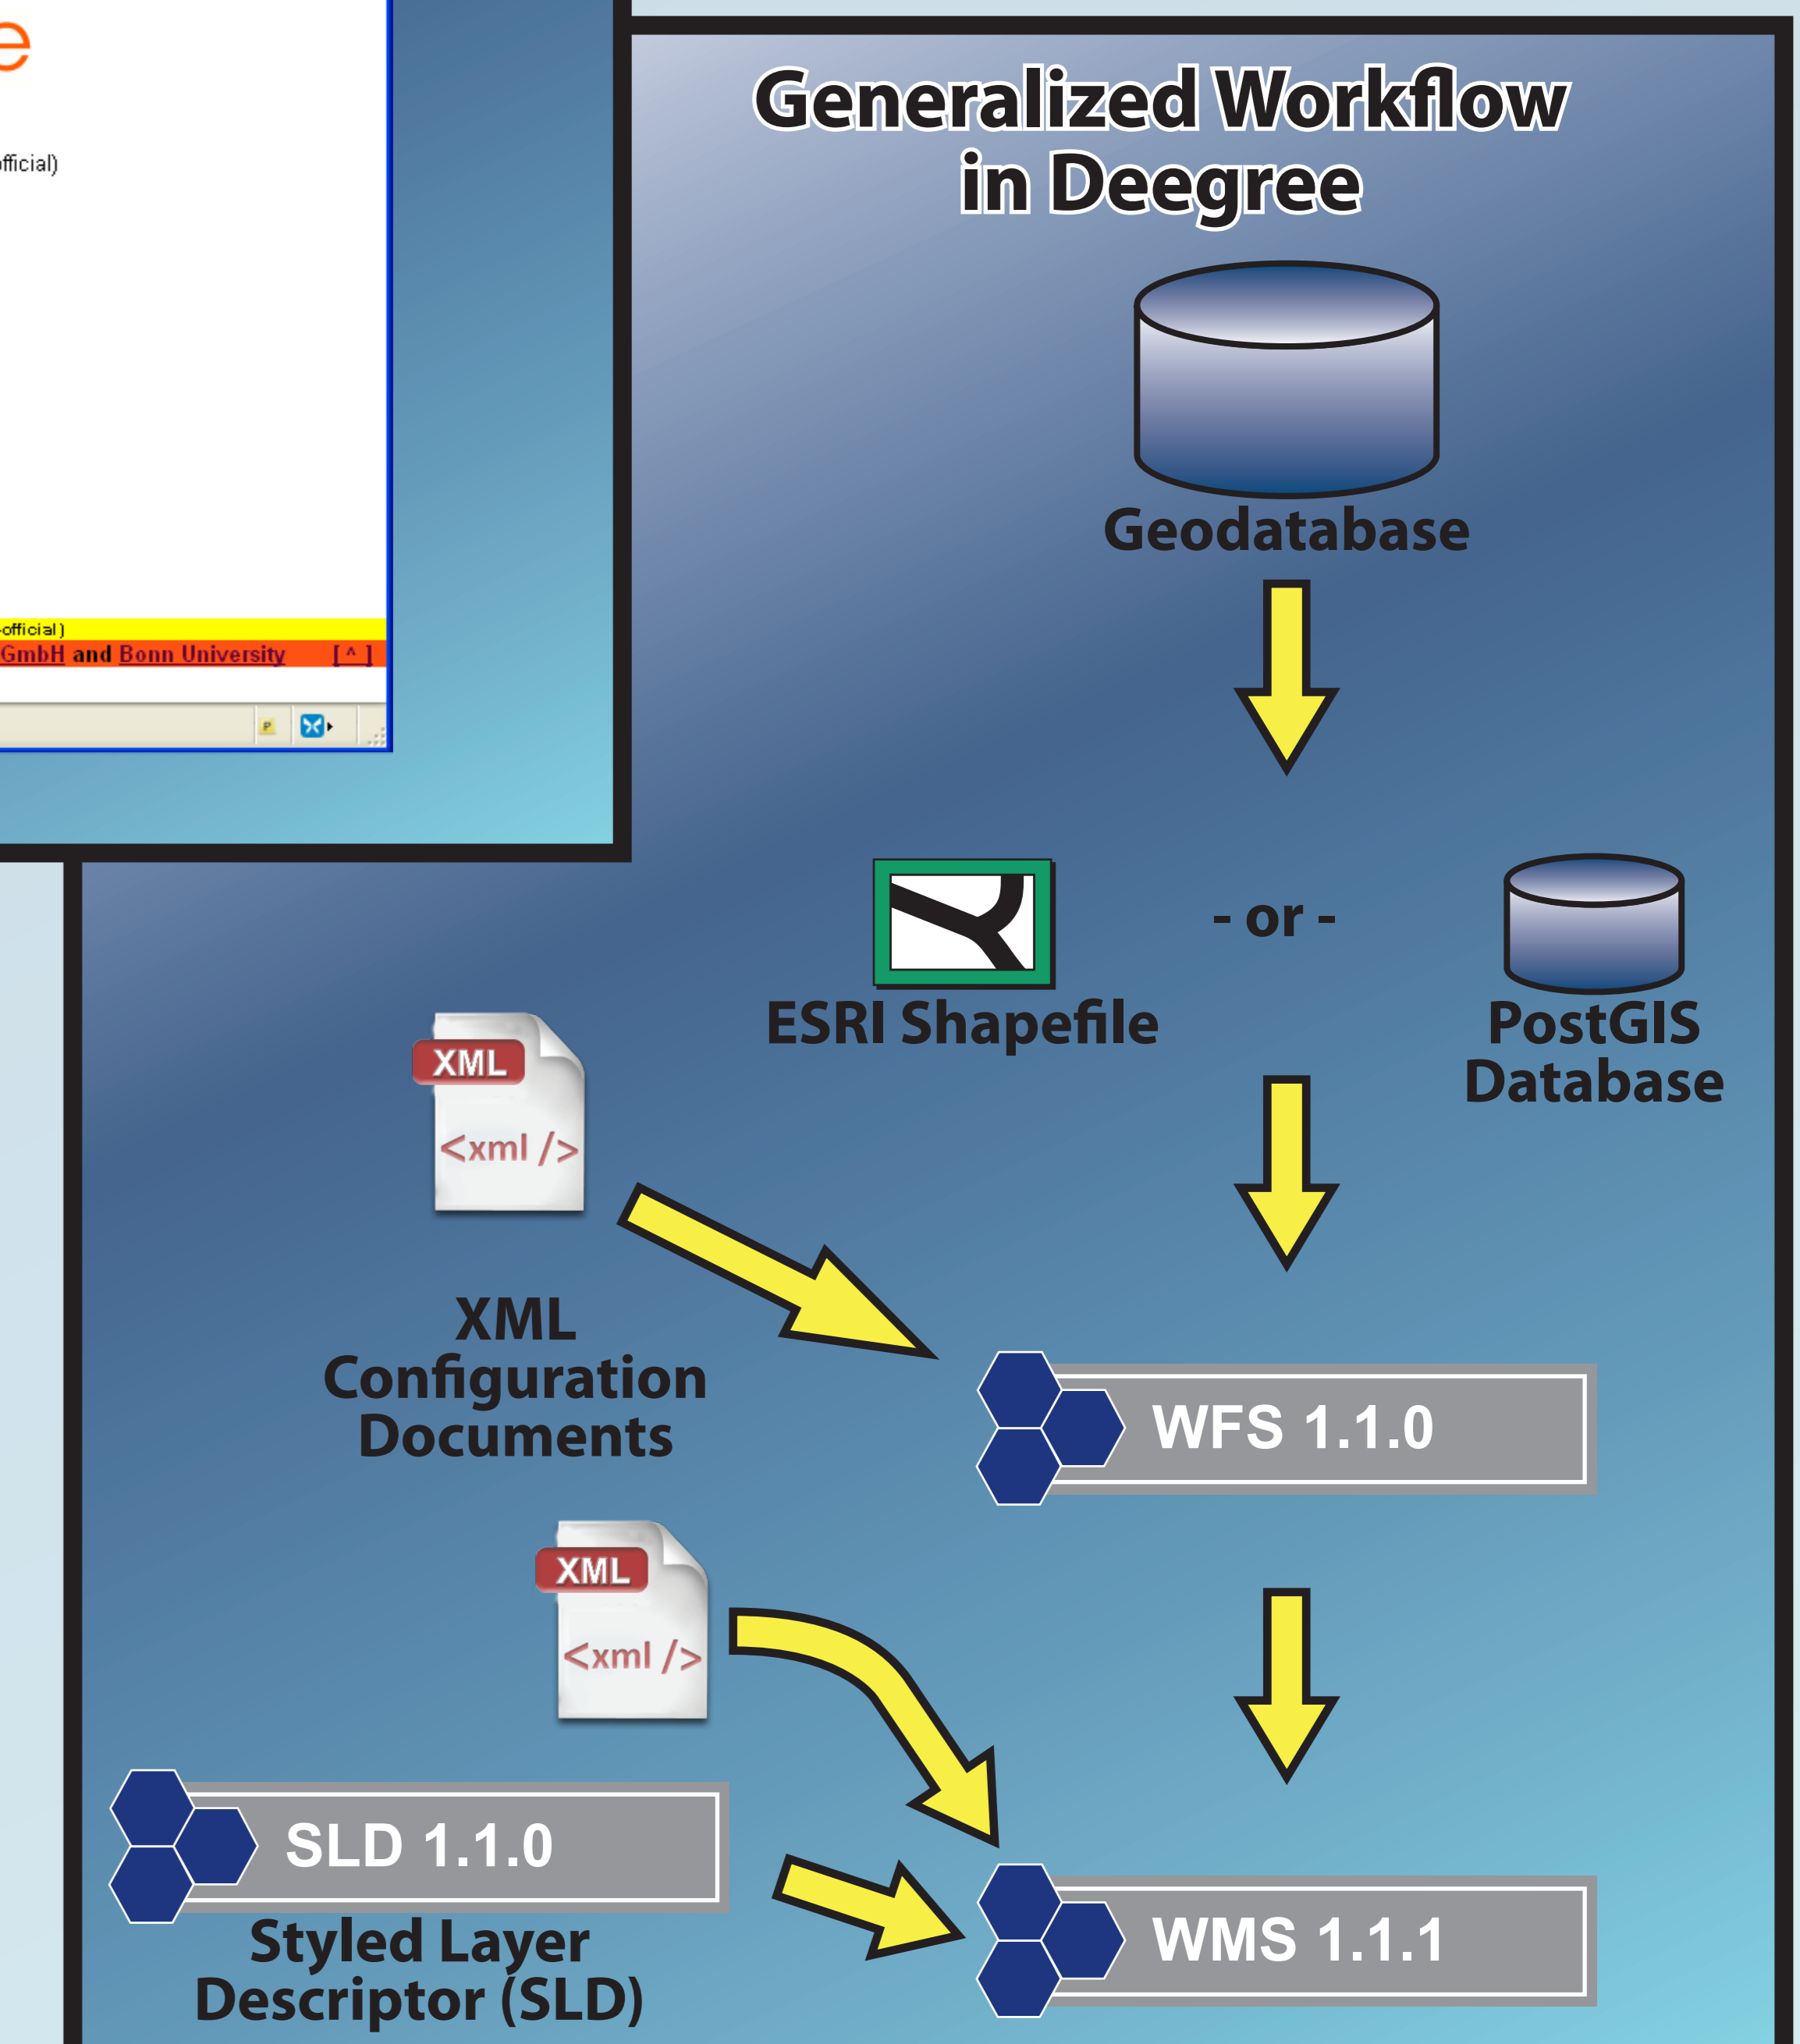 e
official)
-official)
GmbH and Bonn University [ ^ ]
P
Generalized Workflow
in Deegree
Geodatabase
- or -
ESRI Shapefile
PostGIS
Database
XML
<xml />
XML
Configuration
Documents
WFS 1.1.0
XML
<xml />
SLD 1.1.0
Styled Layer
Descriptor (SLD)
WMS 1.1.1